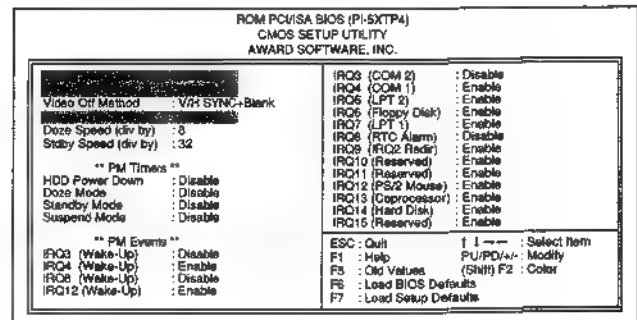 ROM PCI/ISA BIOS (PI-5XTP4)
CMOS SETUP UTILITY
AWARD SOFTWARE, INC.
Video Off Method : V/H SYNC+Blank
Doze Speed (div by) : 8
Stdby Speed (div by) : 32
** PM Timers **
HDD Power Down : Disable
Doze Mode : Disable
Standby Mode : Disable
Suspend Mode : Disable
** PM Events **
IRQ3 (Wake-Up) : Disable
IRQ4 (Wake-Up) : Enable
IRQ8 (Wake-Up) : Disable
IRQ12 (Wake-Up) : Enable
IRQ3 (COM 2) : Disable
IRQ4 (COM 1) : Enable
IRQ5 (LPT 2) : Enable
IRQ6 (Floppy Disk) : Enable
IRQ7 (LPT 1) : Enable
IRQ8 (RTC Alarm) : Disable
IRQ9 (IRQ2 Redir) : Enable
IRQ10 (Reserved) : Enable
IRQ11 (Reserved) : Enable
IRQ12 (PS/2 Mouse) : Enable
IRQ13 (Coprocessor) : Enable
IRQ14 (Hard Disk) : Enable
IRQ15 (Reserved) : Enable
ESC : Quit ↑ ↓ → ← : Select Item
F1 : Help PU/PD/+/- : Modify
F5 : Old Values (Shift) F2 : Color
F6 : Load BIOS Defaults
F7 : Load Setup Defaults